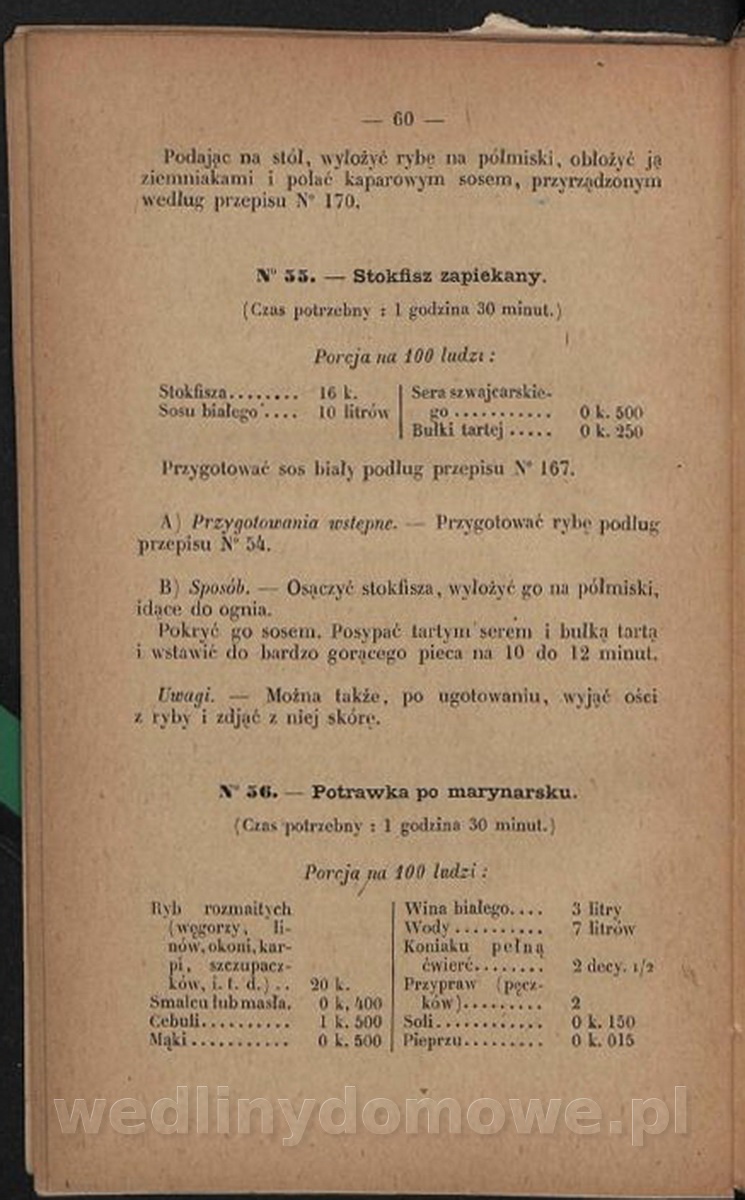 — 60 —
Podając na stół, wyłożyć rybę na półmiski, obłożyć ją
ziemniakami i polać kaparowym sosem, przyrządzonym
według przepisu Nº 170.
Nº 55. — Stokfisz zapiekany.
(Czas potrzebny : 1 godzina 30 minut.)
Porcja na 100 ludzi :
Stokfisza........ 16 k.
Sosu białego.... 10 litrów
Sera szwajcarskie-
go........... 0 k. 500
Bułki tartej..... 0 k. 250
Przygotować sos biały podług przepisu Nº 167.
A) Przygotowania wstępne. — Przygotować rybę podług
przepisu Nº 54.
B) Sposób. — Osączyć stokfisza, wyłożyć go na półmiski,
idące do ognia.
Pokryć go sosem. Posypać tartym serem i bułką tartą
i wstawić do bardzo gorącego pieca na 10 do 12 minut.
Uwagi. — Można także, po ugotowaniu, wyjąć ości
z ryby i zdjąć z niej skórę.
Nº 56. — Potrawka po marynarsku.
(Czas potrzebny : 1 godzina 30 minut.)
Porcja na 100 ludzi :
Ryb rozmaitych
(węgorzy, li-
nów, okoni, kar-
pi, szczupacz-
ków, i. t. d.).. 20 k.
Smalcu lub masła. 0 k. 400
Cebuli.......... 1 k. 500
Mąki........... 0 k. 500
Wina białego.... 3 litry
Wody.......... 7 litrów
Koniaku pełną
ćwierć........ 2 decy. 1/2
Przypraw (pęcz-
ków)......... 2
Soli............ 0 k. 150
Pieprzu......... 0 k. 015
wedlinydomowe.pl